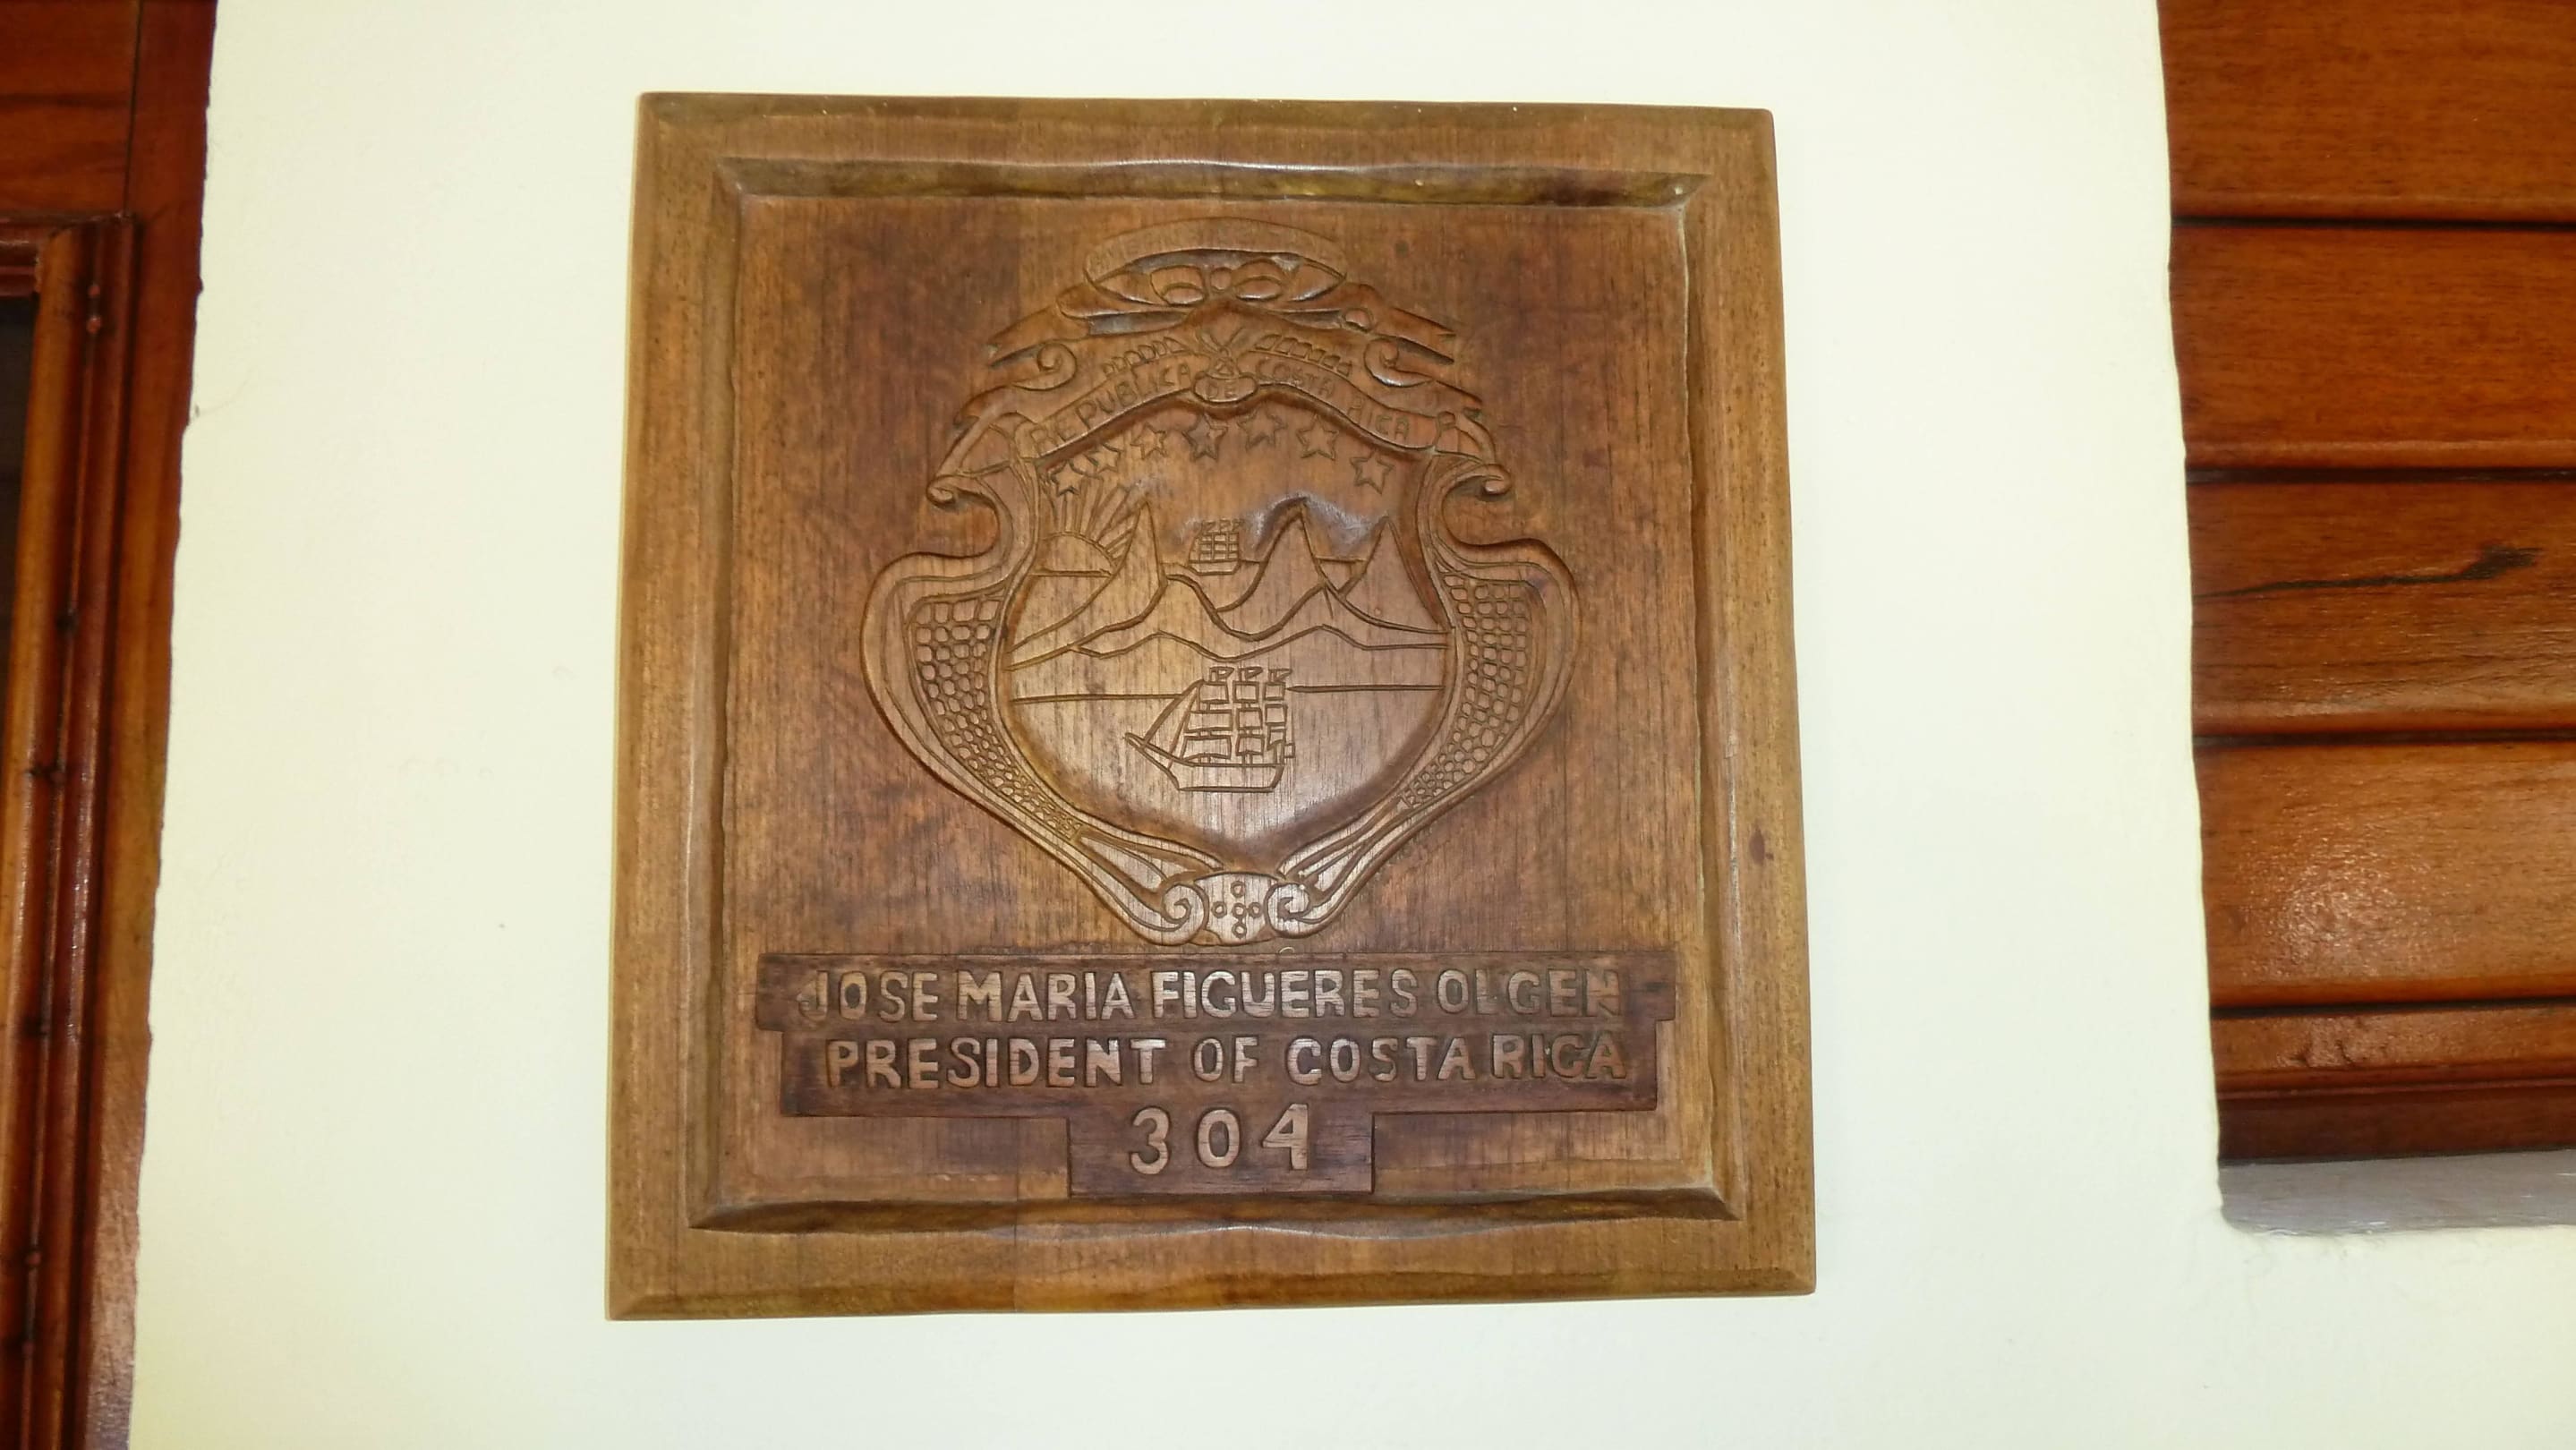 REPUBLICA DE COSTA RICA
JOSE MARIA FIGUERES OLGEN
PRESIDENT OF COSTA RICA
304